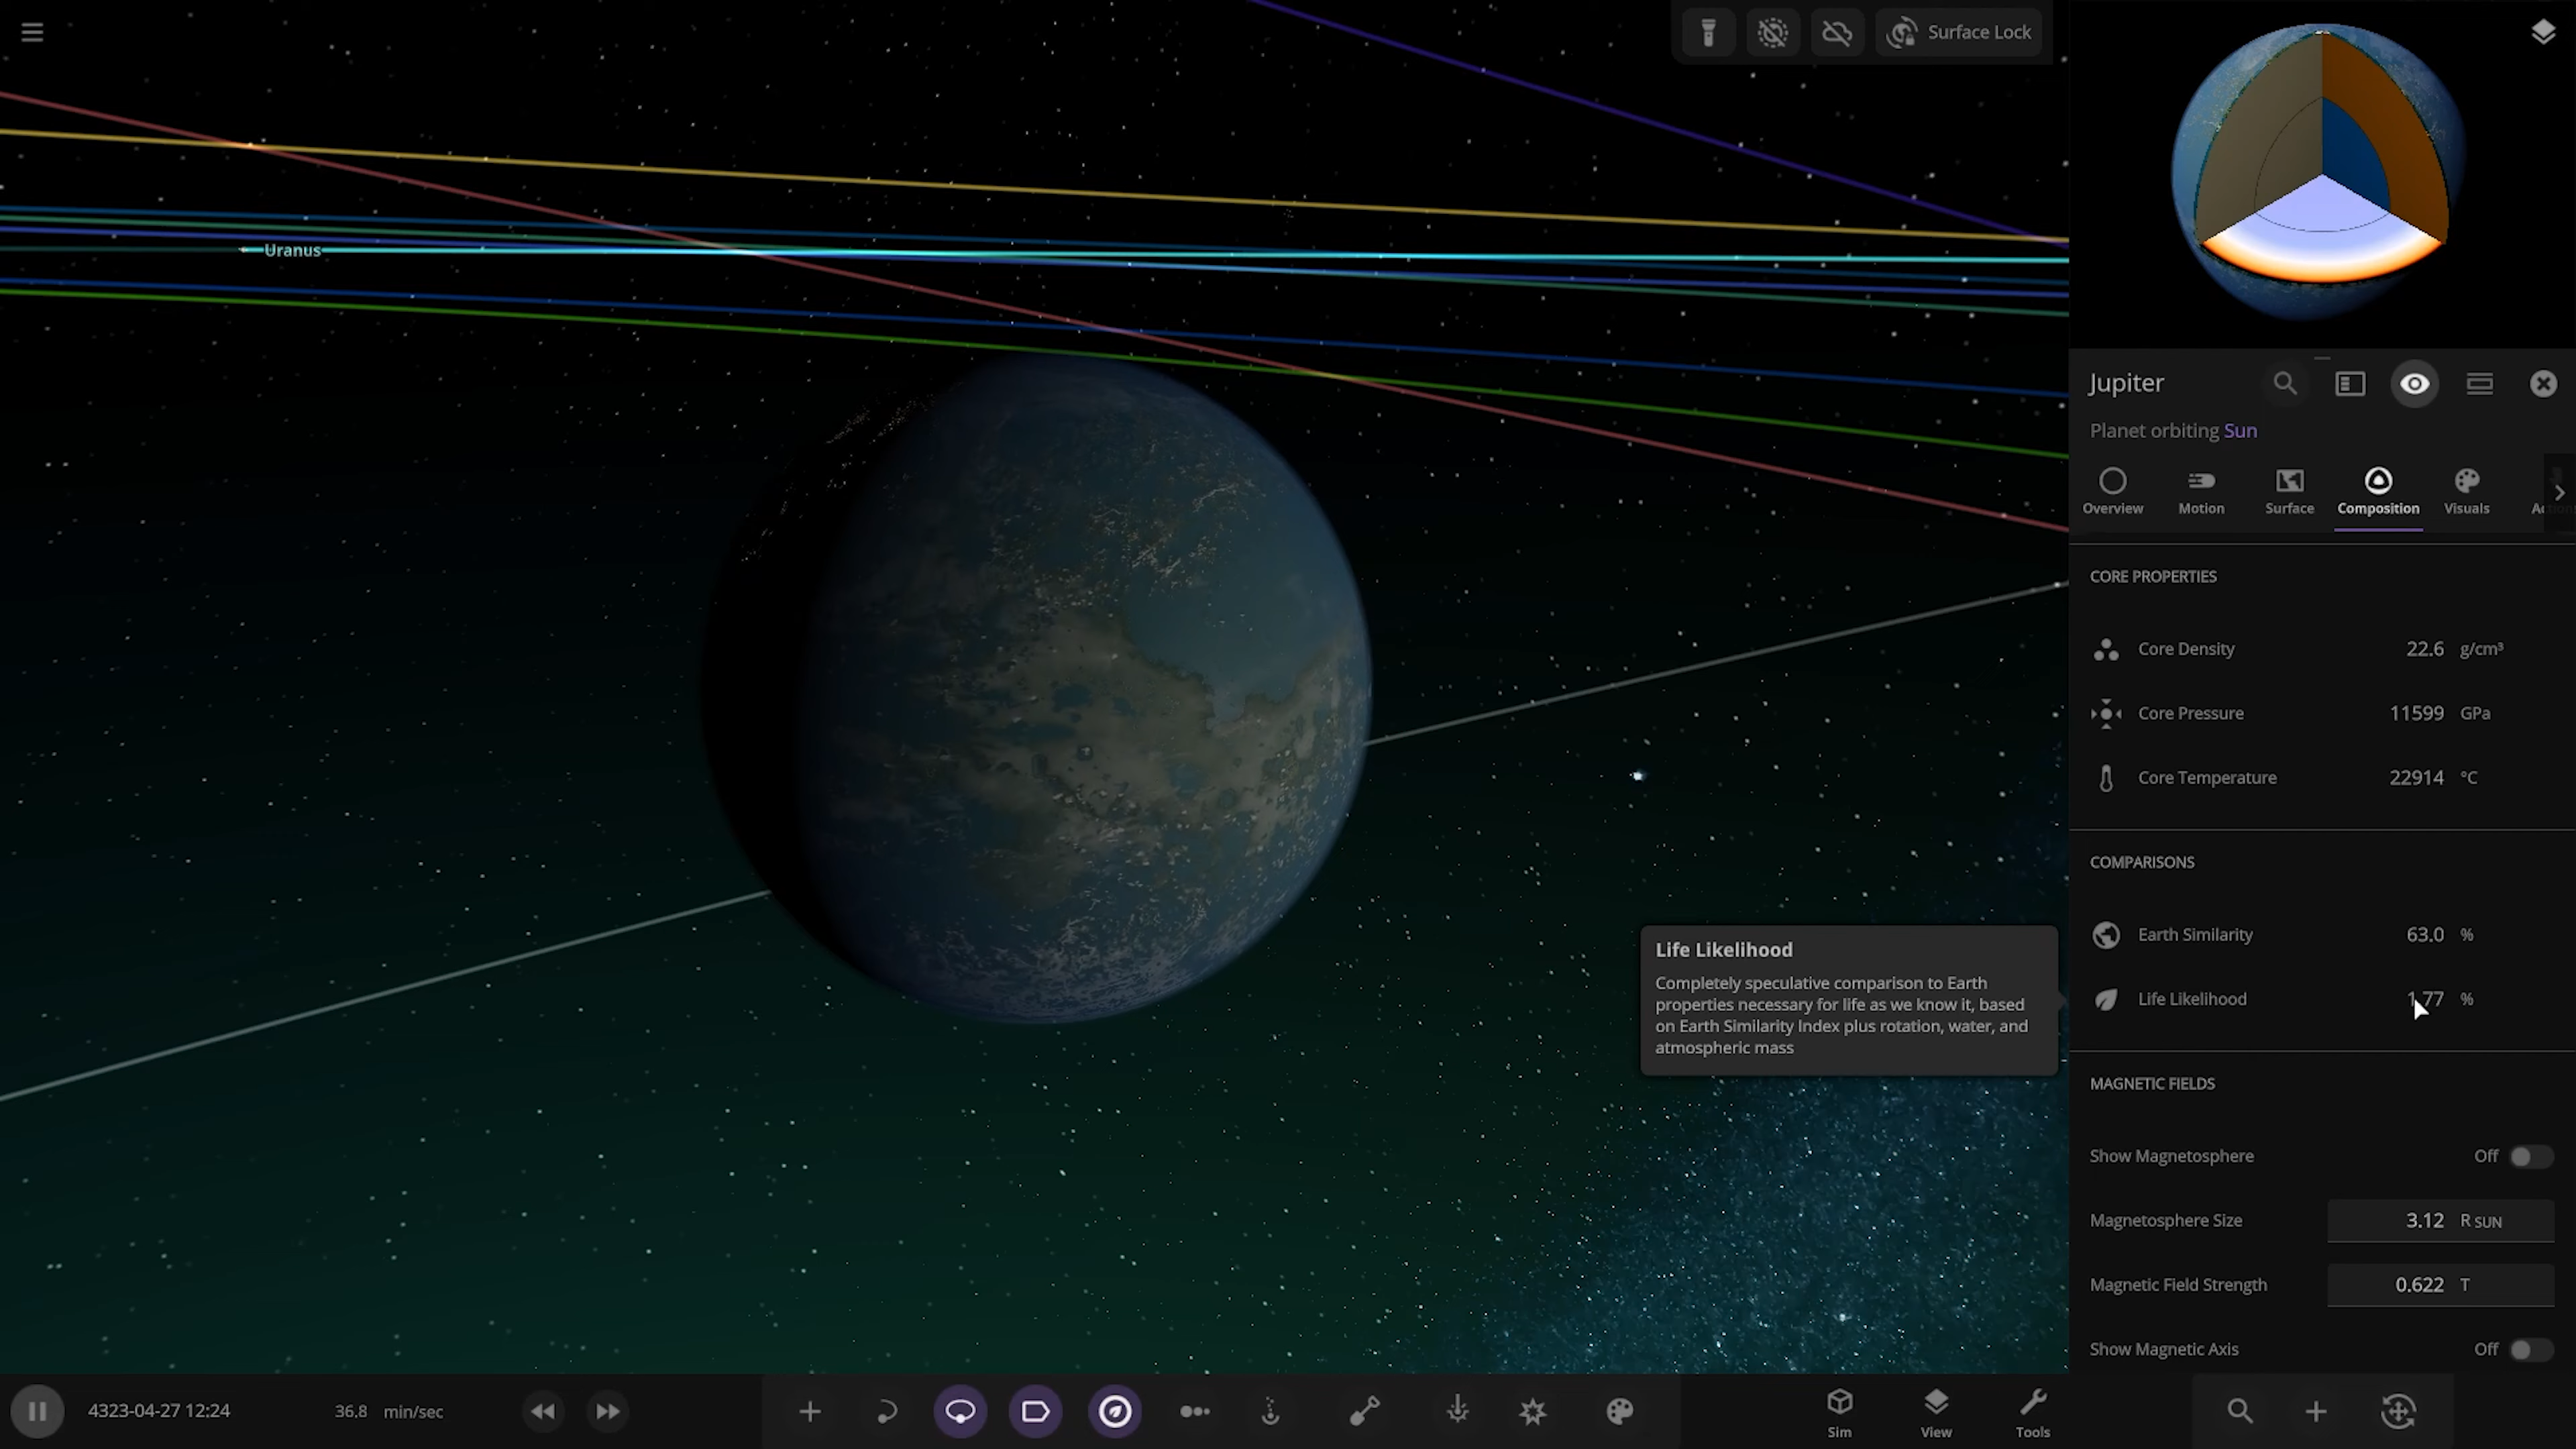 Surface Lock
Uranus
Jupiter
Planet orbiting Sun
Overview
Motion
Surface
Composition
Visuals
CORE PROPERTIES
Core Density 22.6 g/cm³
Core Pressure 11599 GPa
Core Temperature 22914 °C
COMPARISONS
Earth Similarity 63.0 %
Life Likelihood 1.77 %
Life Likelihood
Completely speculative comparison to Earth
properties necessary for life as we know it, based
on Earth Similarity Index plus rotation, water, and
atmospheric mass
MAGNETIC FIELDS
Show Magnetosphere Off
Magnetosphere Size 3.12 R SUN
Magnetic Field Strength 0.622 T
Show Magnetic Axis Off
4323-04-27 12:24
36.8 min/sec
Sim
View
Tools